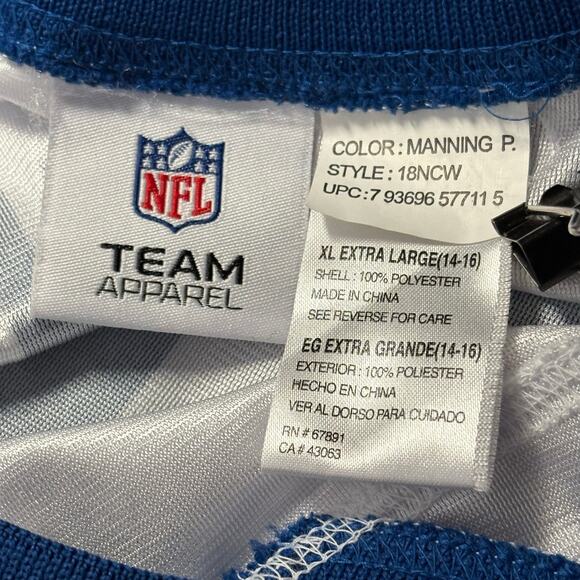 NFL
TEAM
APPAREL
COLOR: MANNING P.
STYLE: 18NCW
UPC: 7 93696 57711 5
XL EXTRA LARGE(14-16)
SHELL: 100% POLYESTER
MADE IN CHINA
SEE REVERSE FOR CARE
EG EXTRA GRANDE(14-16)
EXTERIOR: 100% POLIESTER
HECHO EN CHINA
VER AL DORSO PARA CUIDADO
RN# 67891
CA# 43063